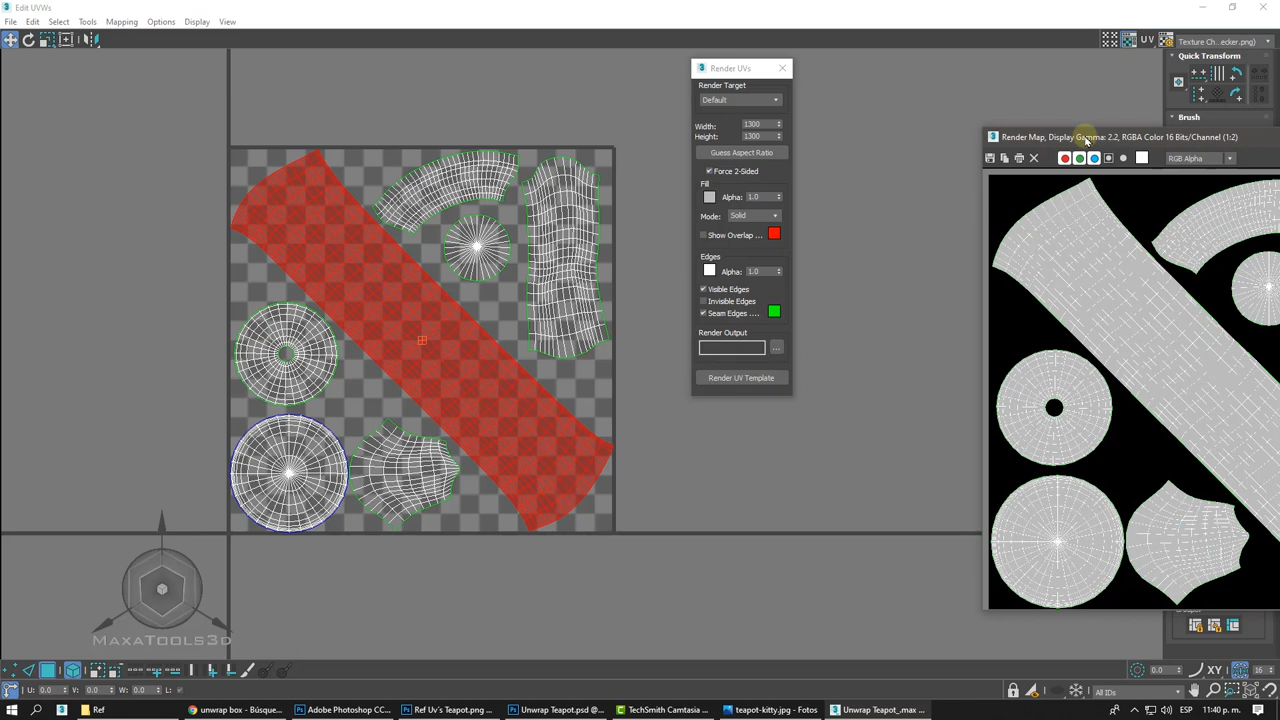 Edit UVWs
File Edit Select Tools Mapping Options Display View
UV
Texture Ch...ecker.png)
Quick Transform
Brush
Render UVs
Render Target
Default
Width: 1300
Height: 1300
Guess Aspect Ratio
Force 2-Sided
Fill
Alpha: 1.0
Mode: Solid
Show Overlap ...
Edges
Alpha: 1.0
Visible Edges
Invisible Edges
Seam Edges ....
Render Output
...
Render UV Template
Render Map, Display Gamma: 2.2, RGBA Color 16 Bits/Channel (1:2)
RGB Alpha
MAXATOOLS3D
0.0 XY 16
U: 0.0 V: 0.0 W: 0.0 L:
All IDs
Ref unwrap box - Búsque... Adobe Photoshop CC... Ref Uv´s Teapot.png ... Unwrap Teapot.psd @... TechSmith Camtasia teapot-kitty.jpg - Fotos Unwrap Teapot_.max ... ESP 11:40 p. m.